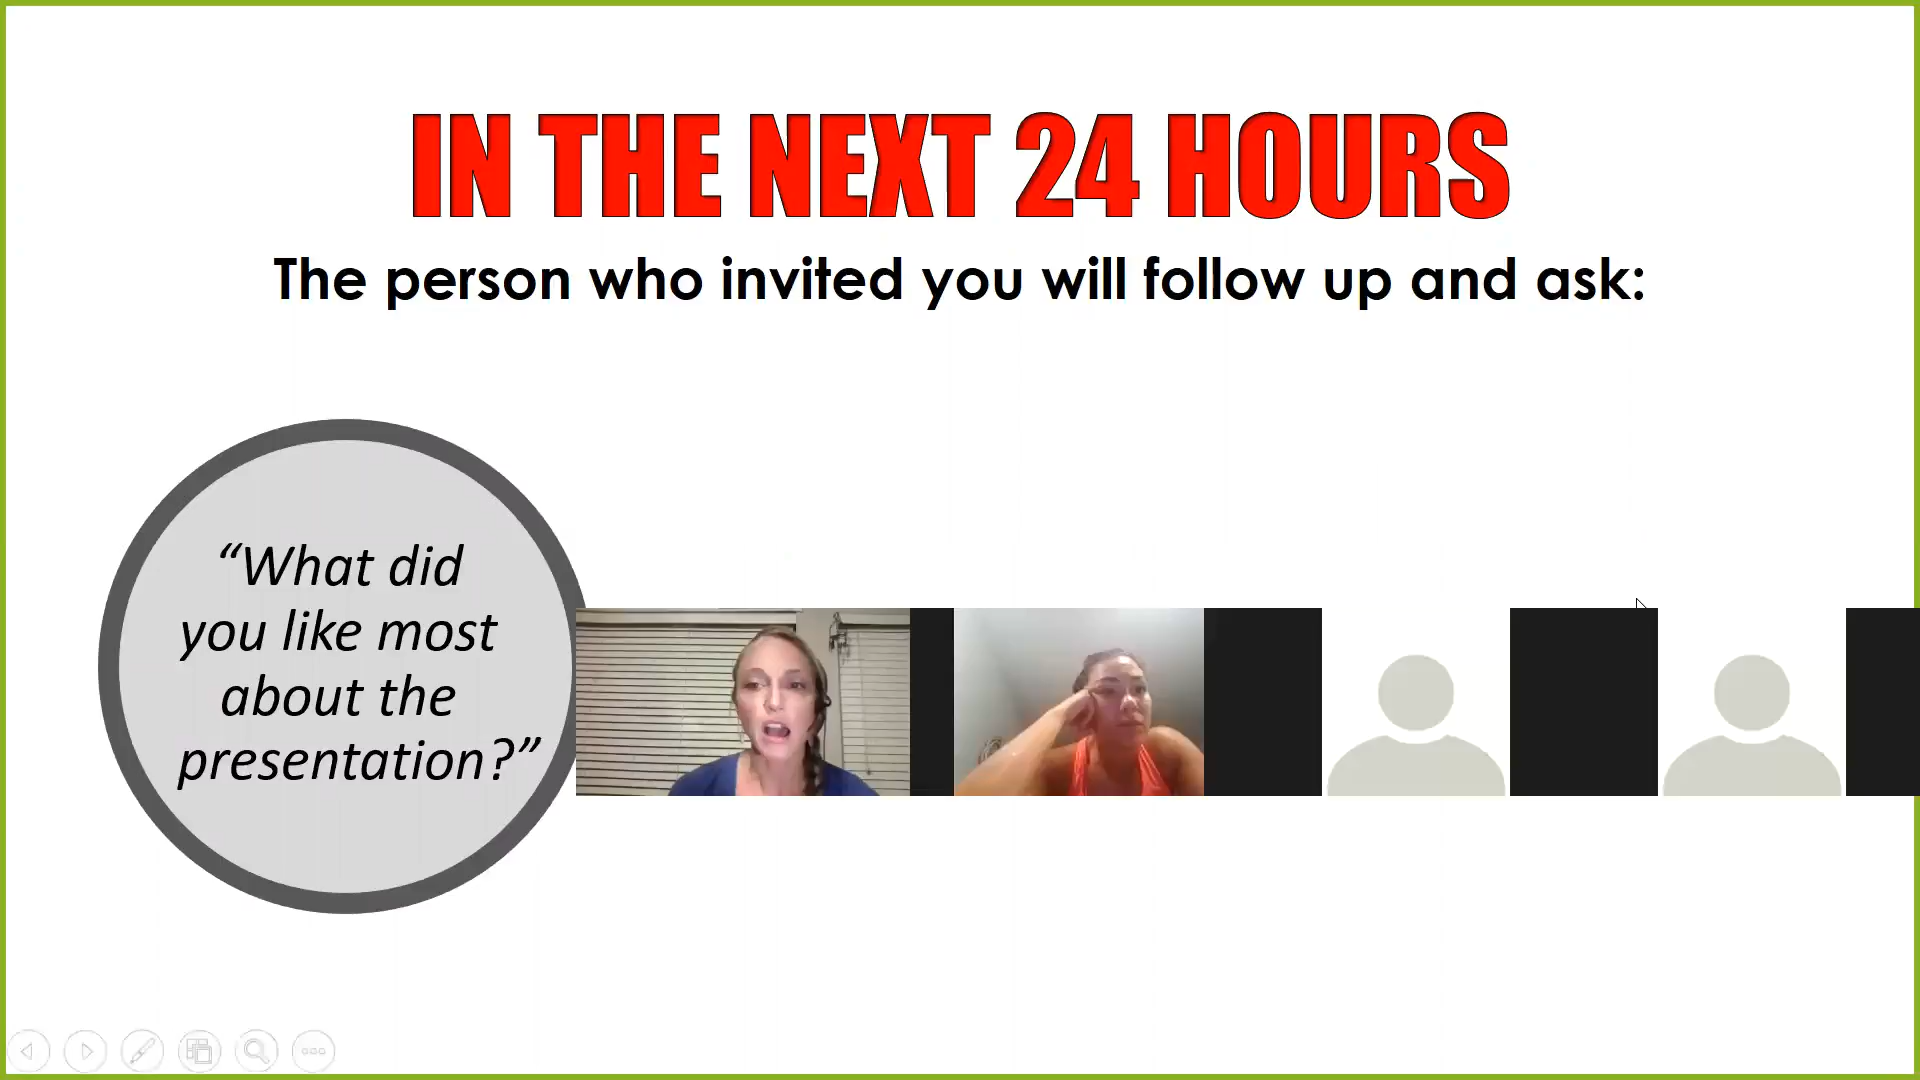 IN THE NEXT 24 HOURS
The person who invited you will follow up and ask:
“What did
you like most
about the
presentation?”